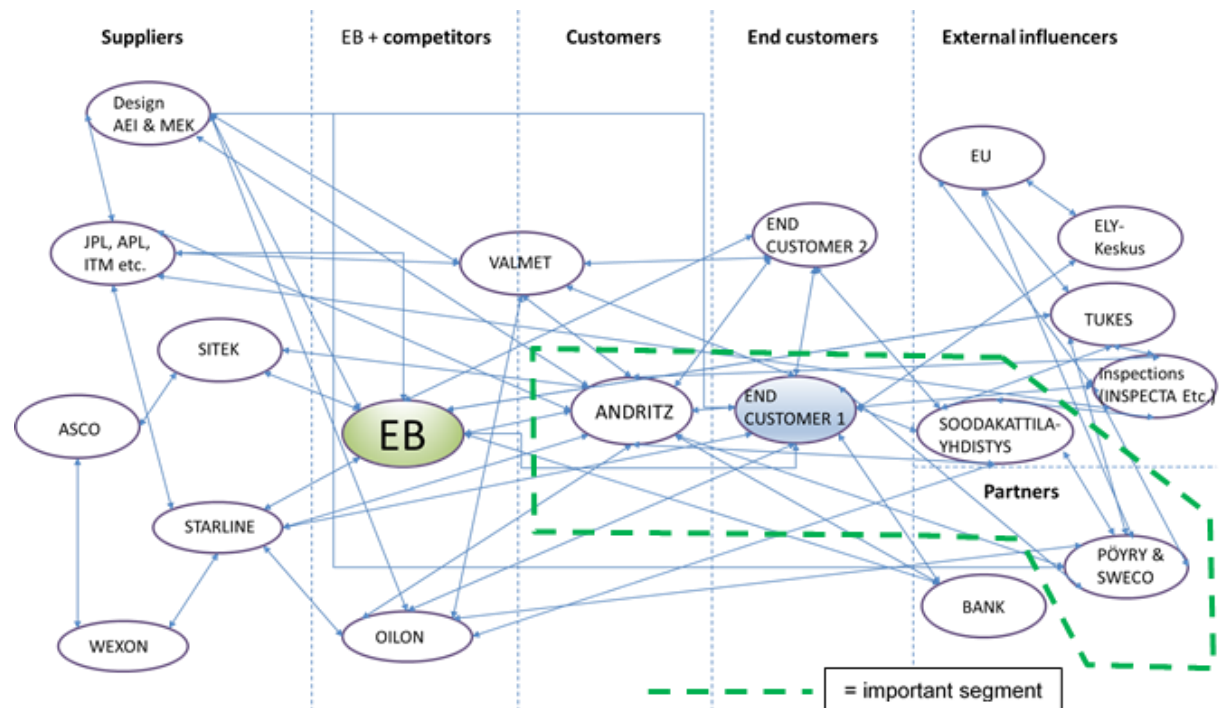 Suppliers
EB + competitors
Customers
End customers
External influencers
Design
AEI & MEK
EU
JPL, APL,
ITM etc.
VALMET
END
CUSTOMER 2
ELY-
Keskus
SITEK
TUKES
ASCO
EB
ANDRITZ
END
CUSTOMER 1
Inspections
(INSPECTA Etc.)
SOODAKATTILA-
YHDISTYS
Partners
STARLINE
PÖYRY &
SWECO
WEXON
OILON
BANK
= important segment